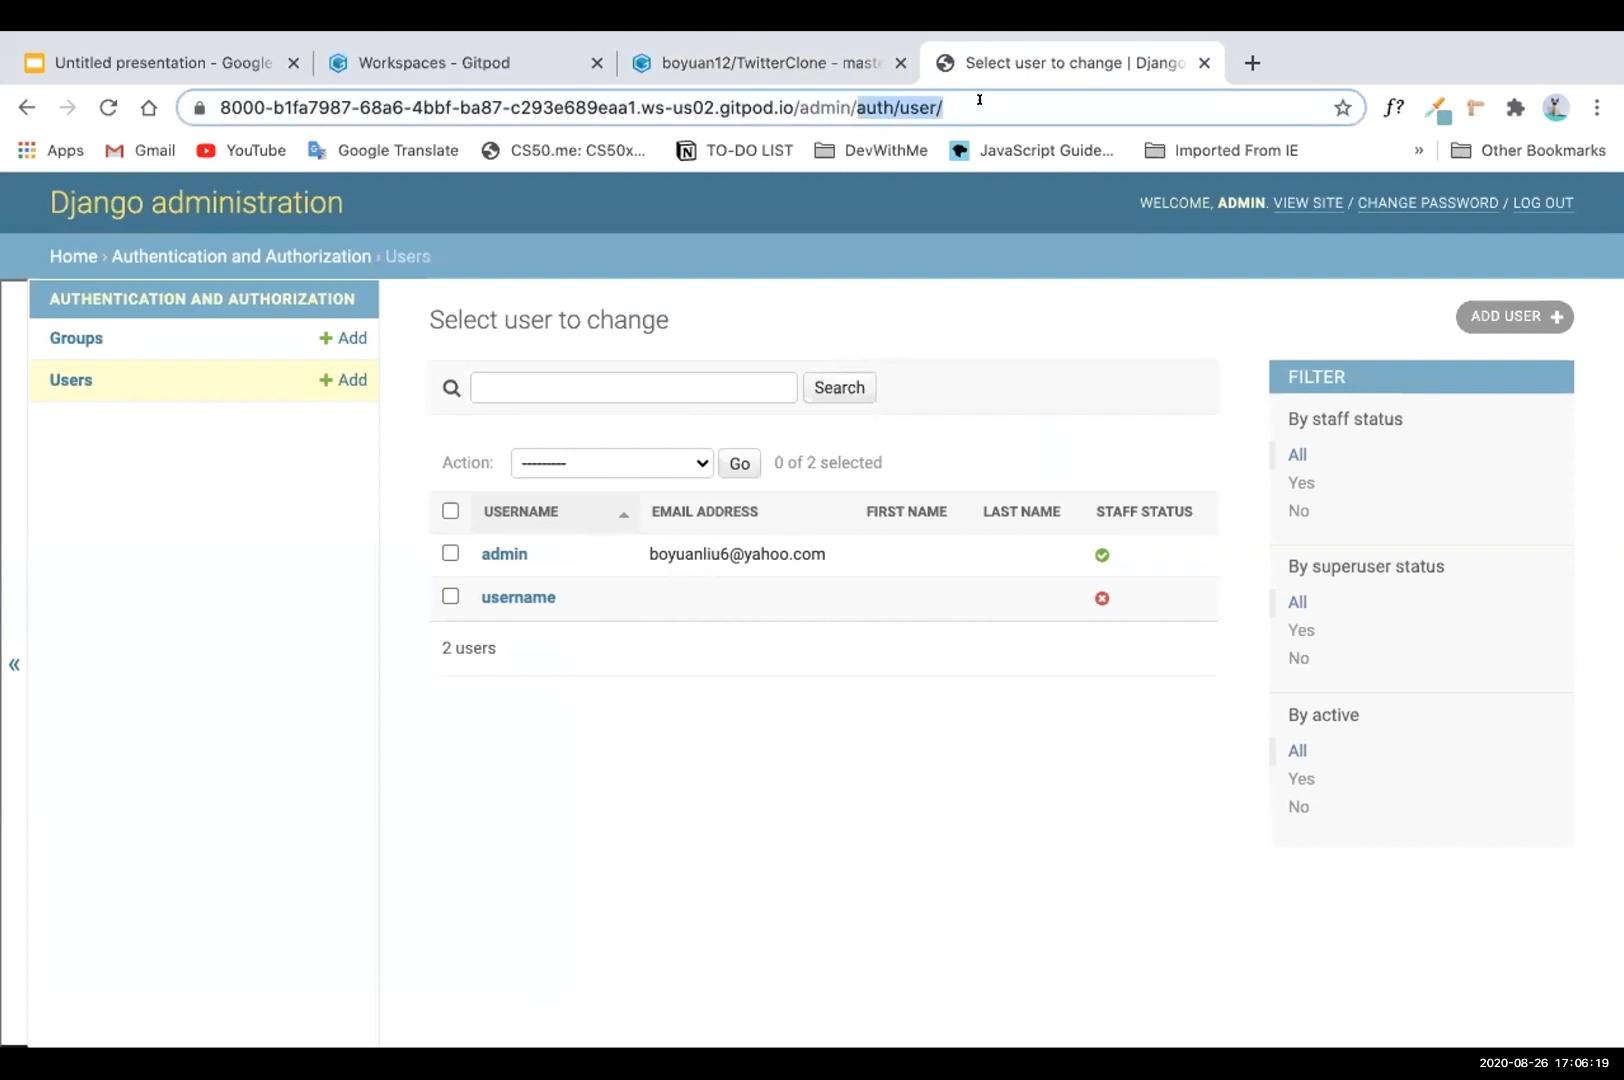 Untitled presentation - Google
Workspaces - Gitpod
boyuan12/TwitterClone - maste
Select user to change | Django
8000-b1fa7987-68a6-4bbf-ba87-c293e689eaa1.ws-us02.gitpod.io/admin/auth/user/
f?
Apps
Gmail
YouTube
Google Translate
CS50.me: CS50x...
TO-DO LIST
DevWithMe
JavaScript Guide...
Imported From IE
»
Other Bookmarks
Django administration
WELCOME, ADMIN. VIEW SITE / CHANGE PASSWORD / LOG OUT
Home › Authentication and Authorization › Users
AUTHENTICATION AND AUTHORIZATION
Groups + Add
Users + Add
«
Select user to change
ADD USER +
Search
Action: --------- Go 0 of 2 selected
USERNAME EMAIL ADDRESS FIRST NAME LAST NAME STAFF STATUS
admin boyuanliu6@yahoo.com
username
2 users
FILTER
By staff status
All
Yes
No
By superuser status
All
Yes
No
By active
All
Yes
No
2020-08-26 17:06:19